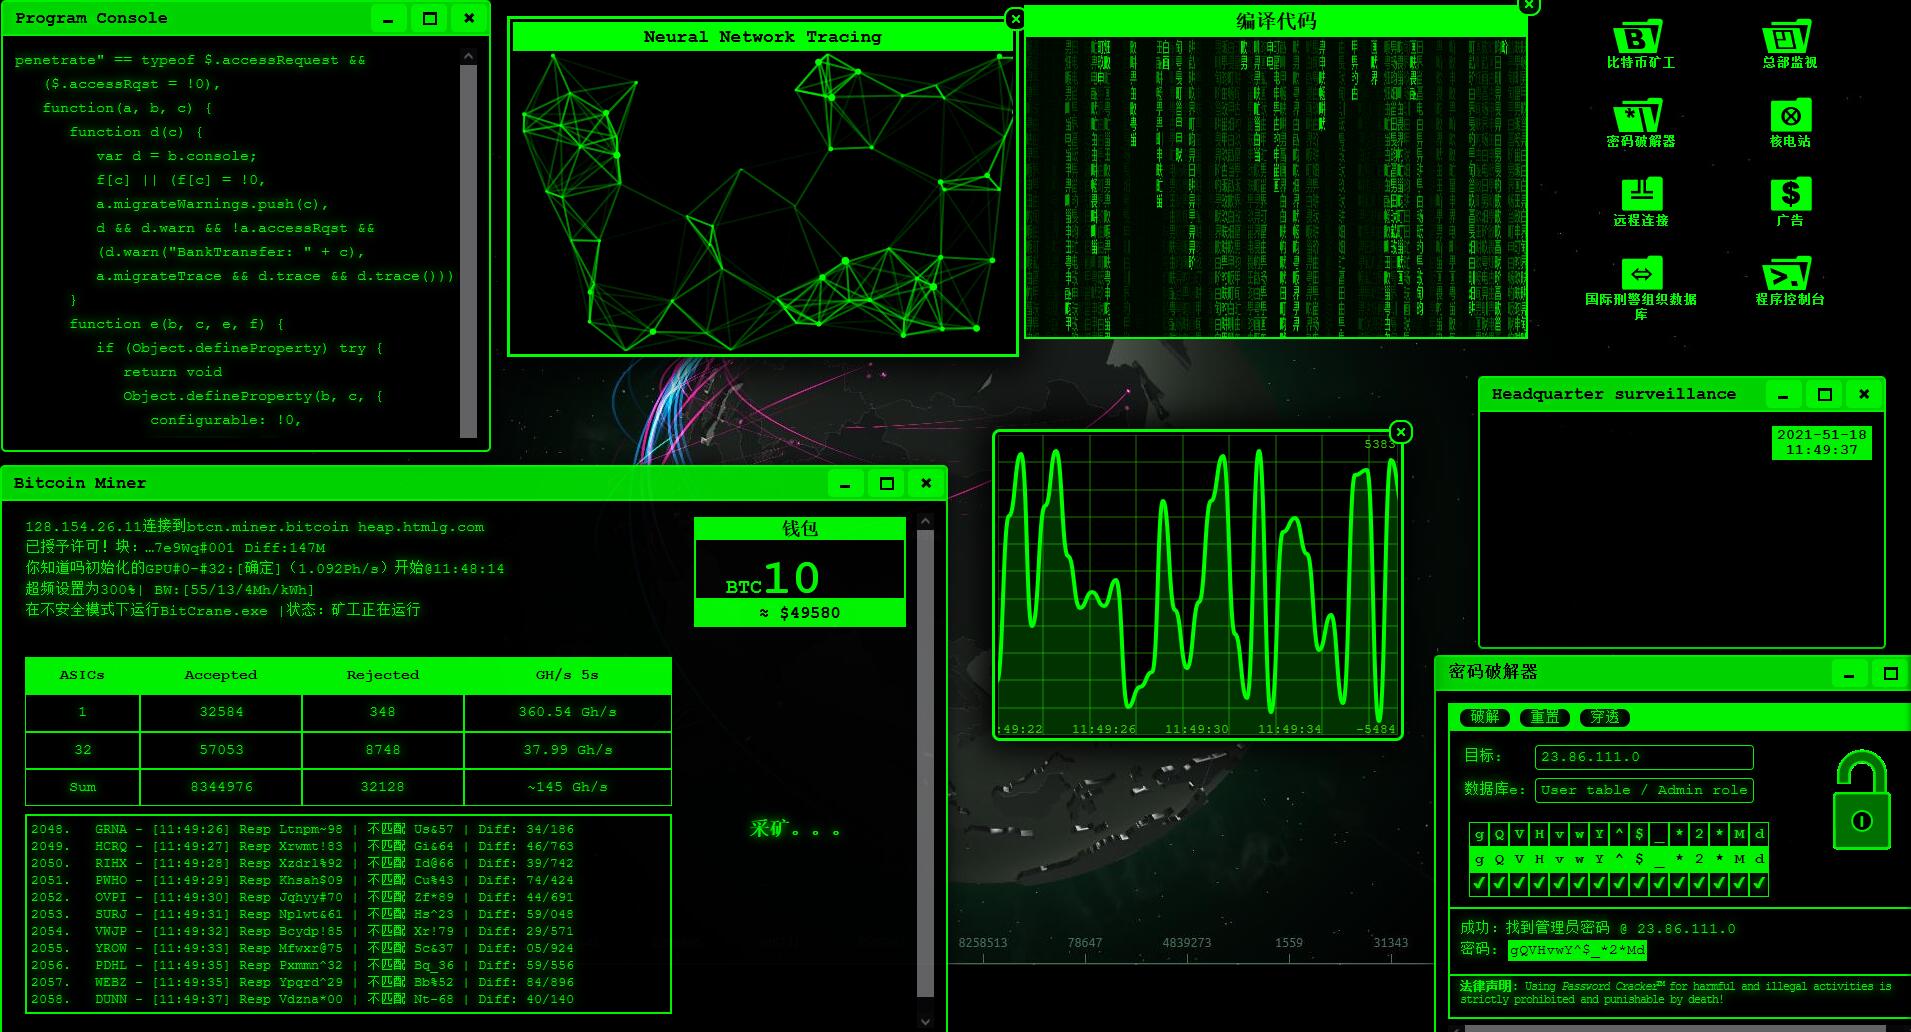 Program Console
penetrate" == typeof $.accessRequest &&
($.accessRqst = !0),
function(a, b, c) {
function d(c) {
var d = b.console;
f[c] || (f[c] = !0,
a.migrateWarnings.push(c),
d && d.warn && !a.accessRqst &&
(d.warn("BankTransfer: " + c),
a.migrateTrace && d.trace && d.trace()))
}
function e(b, c, e, f) {
if (Object.defineProperty) try {
return void
Object.defineProperty(b, c, {
configurable: !0,
Neural Network Tracing
编译代码
比特币矿工
总部监视
密码破解器
核电站
远程连接
广告
国际刑警组织数据
库
程序控制台
Headquarter surveillance
2021-51-18
11:49:37
5383
:49:22 11:49:26 11:49:30 11:49:34 -5484
Bitcoin Miner
128.154.26.11连接到btcn.miner.bitcoin heap.htmlg.com
已授予许可！块：…7e9Wq#001 Diff:147M
你知道吗初始化的GPU#0-#32:[确定]（1.092Ph/s）开始@11:48:14
超频设置为300%| BW:[55/13/4Mh/kWh]
在不安全模式下运行BitCrane.exe |状态：矿工正在运行
钱包
BTC10
≈ $49580
ASICs Accepted Rejected GH/s 5s
1 32584 348 360.54 Gh/s
32 57053 8748 37.99 Gh/s
Sum 8344976 32128 ~145 Gh/s
2048. GRNA - [11:49:26] Resp Ltnpm~98 | 不匹配 Us&57 | Diff: 34/186
2049. HCRQ - [11:49:27] Resp Xrwmt!83 | 不匹配 Gi&64 | Diff: 46/763
2050. RIHX - [11:49:28] Resp Xzdrl%92 | 不匹配 Id@66 | Diff: 39/742
2051. PWHO - [11:49:29] Resp Khsah$09 | 不匹配 Cu%43 | Diff: 74/424
2052. OVPI - [11:49:30] Resp Jqhyy#70 | 不匹配 Zf*89 | Diff: 44/691
2053. SURJ - [11:49:31] Resp Nplwt&61 | 不匹配 Hs^23 | Diff: 59/048
2054. VWJP - [11:49:32] Resp Bcydp!85 | 不匹配 Xr!79 | Diff: 29/571
2055. YROW - [11:49:33] Resp Mfwxr@75 | 不匹配 Sc&37 | Diff: 05/924
2056. PDHL - [11:49:35] Resp Pxmmn^32 | 不匹配 Bq_36 | Diff: 59/556
2057. WEBZ - [11:49:35] Resp Ypqrd^29 | 不匹配 Bb%52 | Diff: 84/896
2058. DUNN - [11:49:37] Resp Vdzna*00 | 不匹配 Nt-68 | Diff: 40/140
采矿。。。
8258513 78647 4839273 1559 31343
密码破解器
破解 重置 穿透
目标: 23.86.111.0
数据库e: User table / Admin role
g Q V H v w Y ^ $ _ * 2 * M d
g Q V H v w Y ^ $ _ * 2 * M d
✓ ✓ ✓ ✓ ✓ ✓ ✓ ✓ ✓ ✓ ✓ ✓ ✓ ✓ ✓
成功：找到管理员密码 @ 23.86.111.0
密码: gQVHvwY^$_*2*Md
法律声明: Using Password Cracker™ for harmful and illegal activities is
strictly prohibited and punishable by death!